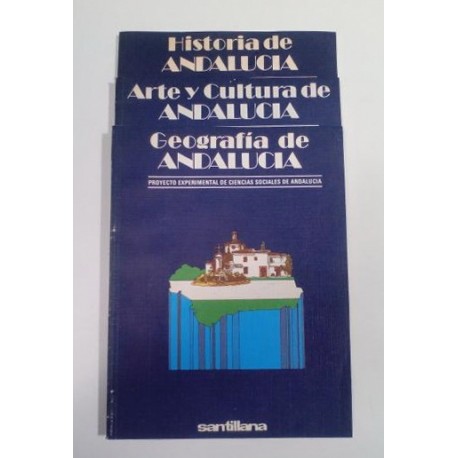 Historia de
ANDALUCIA
Arte y Cultura de
ANDALUCIA
Geografía de
ANDALUCIA
PROYECTO EXPERIMENTAL DE CIENCIAS SOCIALES DE ANDALUCIA
santillana